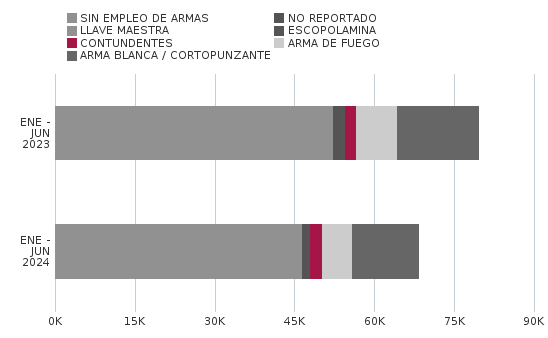 SIN EMPLEO DE ARMAS
NO REPORTADO
LLAVE MAESTRA
ESCOPOLAMINA
CONTUNDENTES
ARMA DE FUEGO
ARMA BLANCA / CORTOPUNZANTE
ENE -
JUN
2023
ENE -
JUN
2024
0K
15K
30K
45K
60K
75K
90K